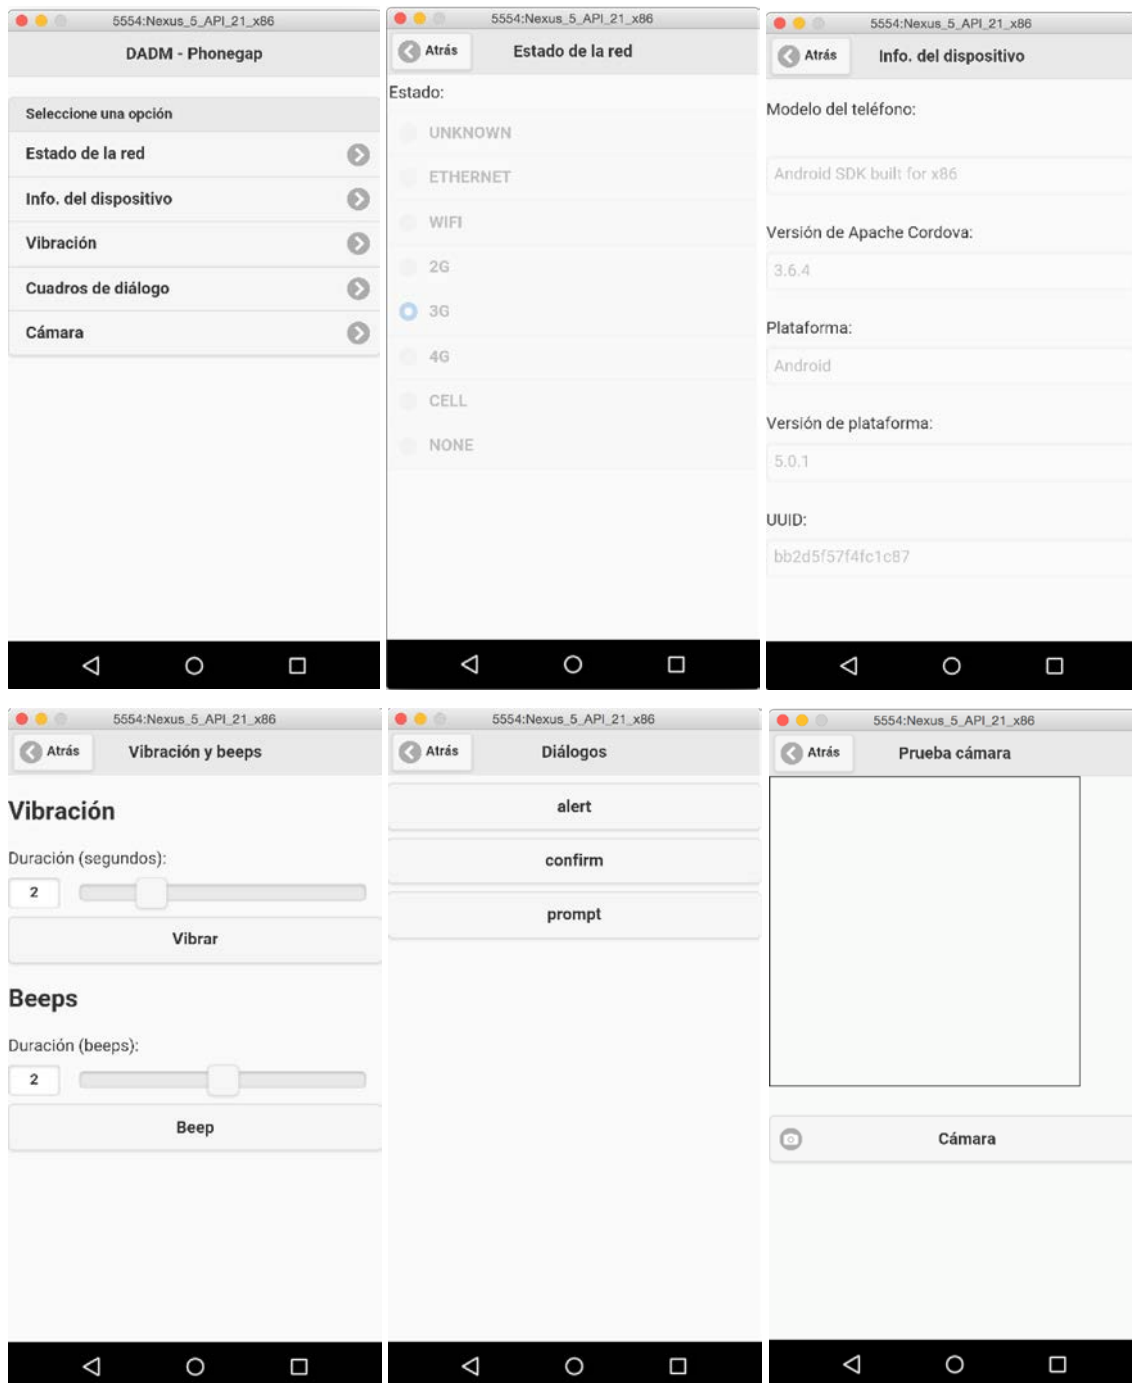 5554:Nexus_5_API_21_x86
DADM - Phonegap
Seleccione una opción
Estado de la red
Info. del dispositivo
Vibración
Cuadros de diálogo
Cámara
5554:Nexus_5_API_21_x86
Atrás
Estado de la red
Estado:
UNKNOWN
ETHERNET
WIFI
2G
3G
4G
CELL
NONE
5554:Nexus_5_API_21_x86
Atrás
Info. del dispositivo
Modelo del teléfono:
Android SDK built for x86
Versión de Apache Cordova:
3.6.4
Plataforma:
Android
Versión de plataforma:
5.0.1
UUID:
bb2d5f57f4fc1c87
5554:Nexus_5_API_21_x86
Atrás
Vibración y beeps
Vibración
Duración (segundos):
2
Vibrar
Beeps
Duración (beeps):
2
Beep
5554:Nexus_5_API_21_x86
Atrás
Diálogos
alert
confirm
prompt
5554:Nexus_5_API_21_x86
Atrás
Prueba cámara
Cámara